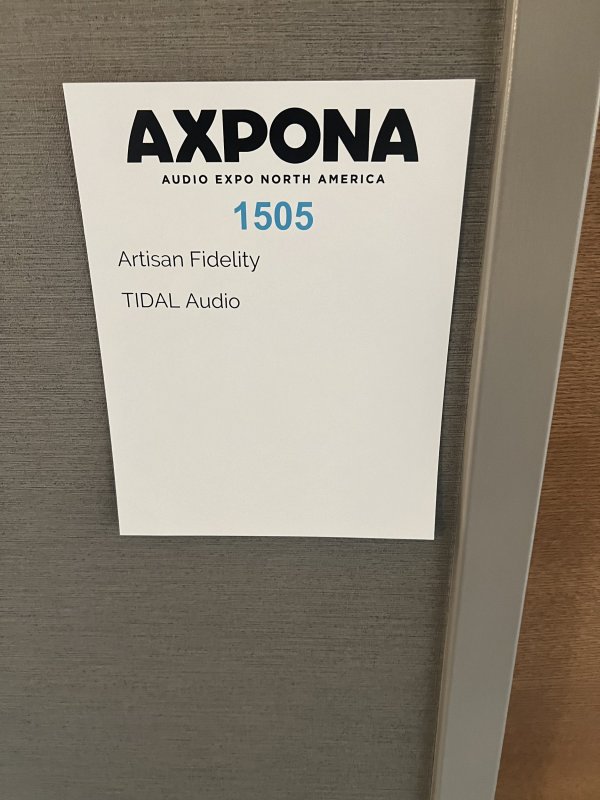 AXPONA
AUDIO EXPO NORTH AMERICA
1505
Artisan Fidelity
TIDAL Audio